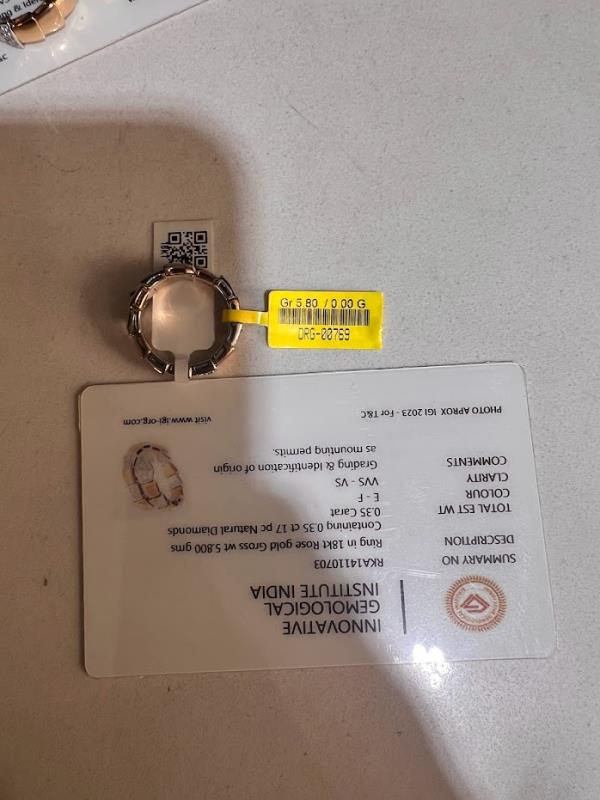 Gr 5.80 / 0.00 G
DRG-00769
INNOVATIVE
GEMOLOGICAL
INSTITUTE INDIA
SUMMARY NO RKA14110703
DESCRIPTION Ring in 18kt Rose gold Gross wt 5.800 gms
Containing 0.35 ct 17 pc Natural Diamonds
TOTAL EST WT 0.35 Carat
COLOUR E - F
CLARITY VVS - VS
COMMENTS Grading & Identification of origin
as mounting permits.
PHOTO APROX IGI 2023 - For T&C visit www.igi-org.com